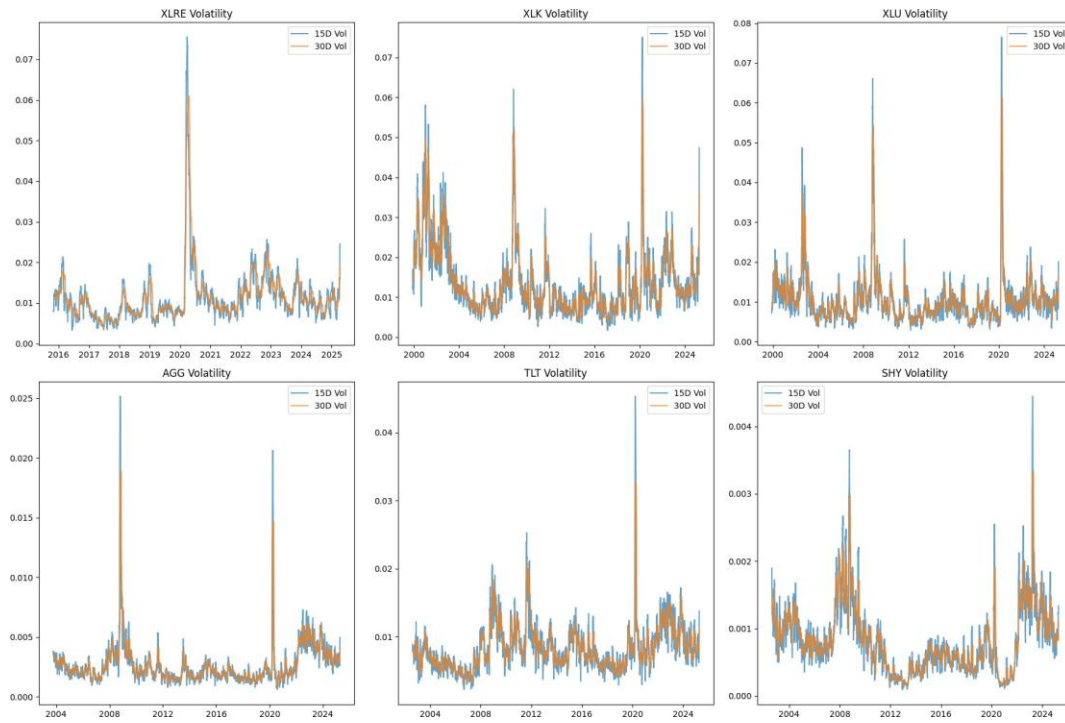 XLRE Volatility
15D Vol
30D Vol
0.07
0.06
0.05
0.04
0.03
0.02
0.01
0.00
2016 2017 2018 2019 2020 2021 2022 2023 2024 2025
XLK Volatility
15D Vol
30D Vol
0.07
0.06
0.05
0.04
0.03
0.02
0.01
0.00
2000 2004 2008 2012 2016 2020 2024
XLU Volatility
15D Vol
30D Vol
0.08
0.07
0.06
0.05
0.04
0.03
0.02
0.01
0.00
2000 2004 2008 2012 2016 2020 2024
AGG Volatility
15D Vol
30D Vol
0.025
0.020
0.015
0.010
0.005
0.000
2004 2008 2012 2016 2020 2024
TLT Volatility
15D Vol
30D Vol
0.04
0.03
0.02
0.01
2004 2008 2012 2016 2020 2024
SHY Volatility
15D Vol
30D Vol
0.004
0.003
0.002
0.001
0.000
2004 2008 2012 2016 2020 2024